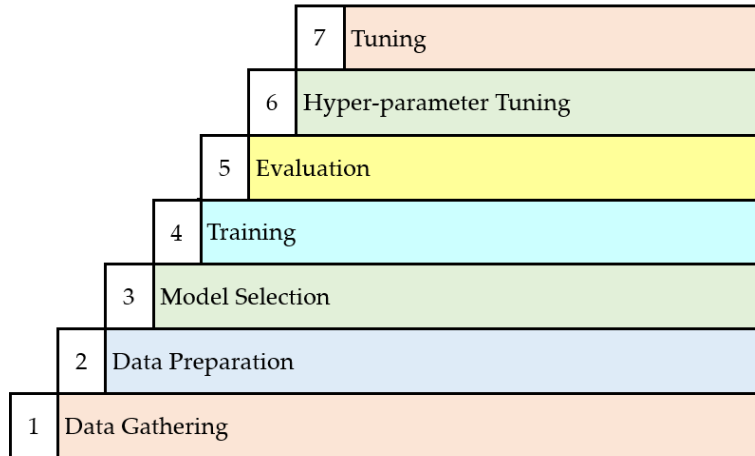 7 Tuning
6 Hyper-parameter Tuning
5 Evaluation
4 Training
3 Model Selection
2 Data Preparation
1 Data Gathering